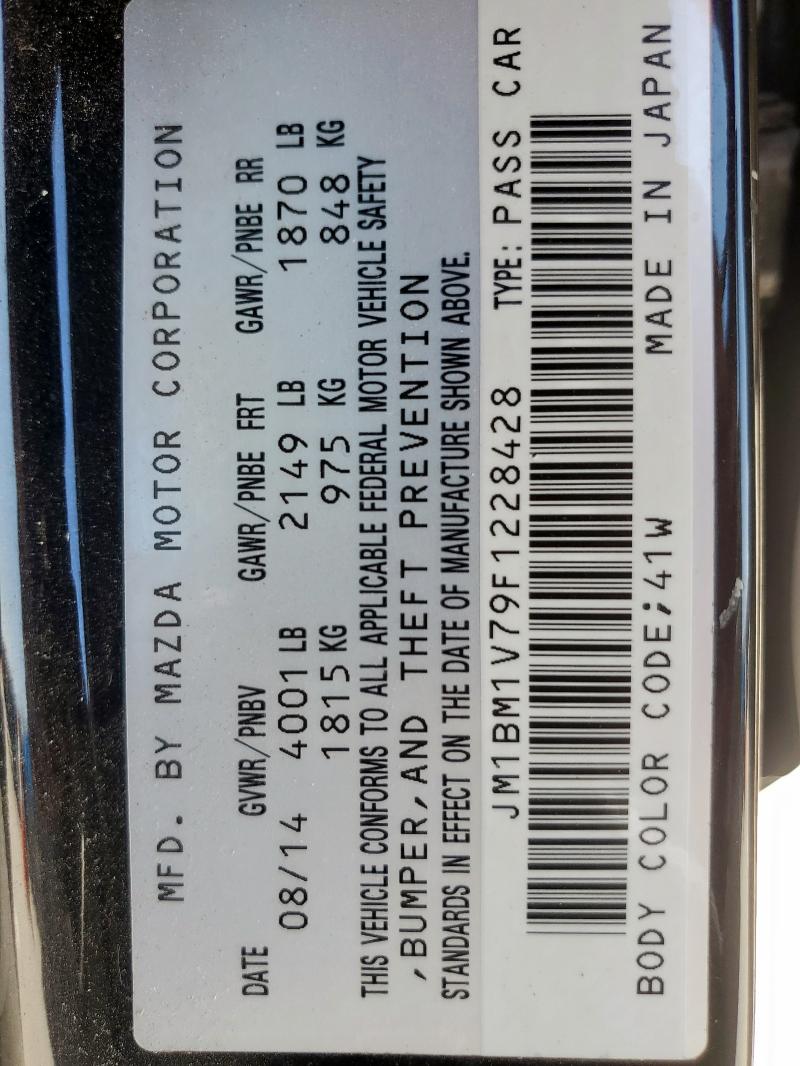 MFD. BY MAZDA MOTOR CORPORATION
DATE GVWR/PNBV GAWR/PNBE FRT GAWR/PNBE RR
08/14 4001 LB 2149 LB 1870 LB
1815 KG 975 KG 848 KG
THIS VEHICLE CONFORMS TO ALL APPLICABLE FEDERAL MOTOR VEHICLE SAFETY
,BUMPER,AND THEFT PREVENTION
STANDARDS IN EFFECT ON THE DATE OF MANUFACTURE SHOWN ABOVE.
JM1BM1V79F1228428 TYPE: PASS CAR
BODY COLOR CODE;41W MADE IN JAPAN